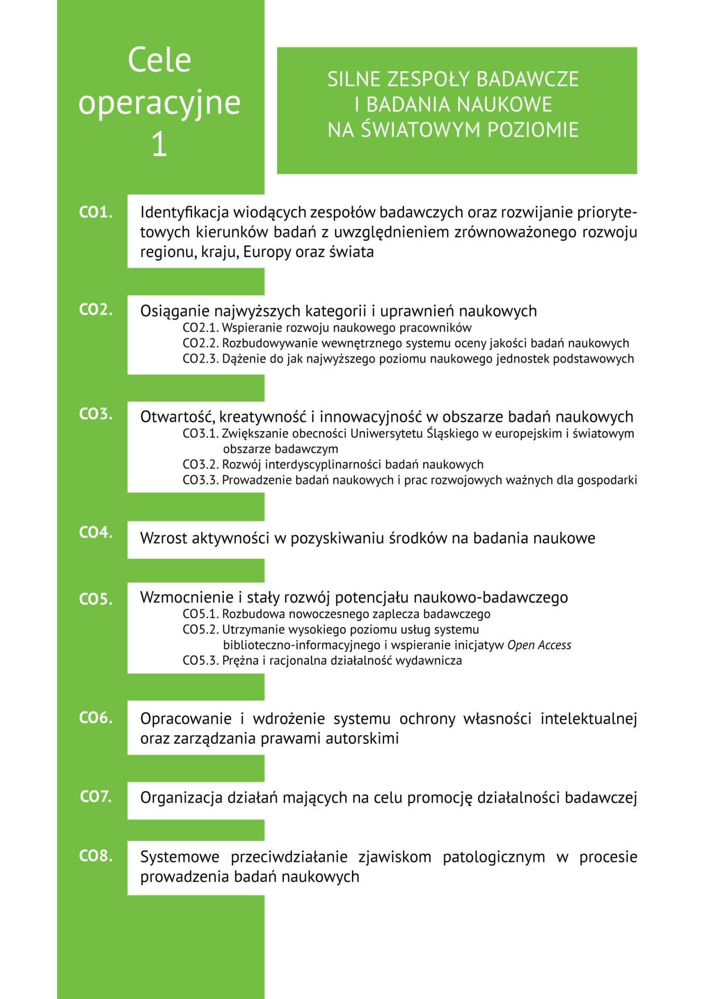 Cele
operacyjne
1
SILNE ZESPOŁY BADAWCZE
I BADANIA NAUKOWE
NA ŚWIATOWYM POZIOMIE
CO1.
Identyfikacja wiodących zespołów badawczych oraz rozwijanie prioryte-
towych kierunków badań z uwzględnieniem zrównoważonego rozwoju
regionu, kraju, Europy oraz świata
CO2.
Osiąganie najwyższych kategorii i uprawnień naukowych
CO2.1. Wspieranie rozwoju naukowego pracowników
CO2.2. Rozbudowywanie wewnętrznego systemu oceny jakości badań naukowych
CO2.3. Dążenie do jak najwyższego poziomu naukowego jednostek podstawowych
CO3.
Otwartość, kreatywność i innowacyjność w obszarze badań naukowych
CO3.1. Zwiększanie obecności Uniwersytetu Śląskiego w europejskim i światowym
obszarze badawczym
CO3.2. Rozwój interdyscyplinarności badań naukowych
CO3.3. Prowadzenie badań naukowych i prac rozwojowych ważnych dla gospodarki
CO4.
Wzrost aktywności w pozyskiwaniu środków na badania naukowe
CO5.
Wzmocnienie i stały rozwój potencjału naukowo-badawczego
CO5.1. Rozbudowa nowoczesnego zaplecza badawczego
CO5.2. Utrzymanie wysokiego poziomu usług systemu
biblioteczno-informacyjnego i wspieranie inicjatyw Open Access
CO5.3. Prężna i racjonalna działalność wydawnicza
CO6.
Opracowanie i wdrożenie systemu ochrony własności intelektualnej
oraz zarządzania prawami autorskimi
CO7.
Organizacja działań mających na celu promocję działalności badawczej
CO8.
Systemowe przeciwdziałanie zjawiskom patologicznym w procesie
prowadzenia badań naukowych